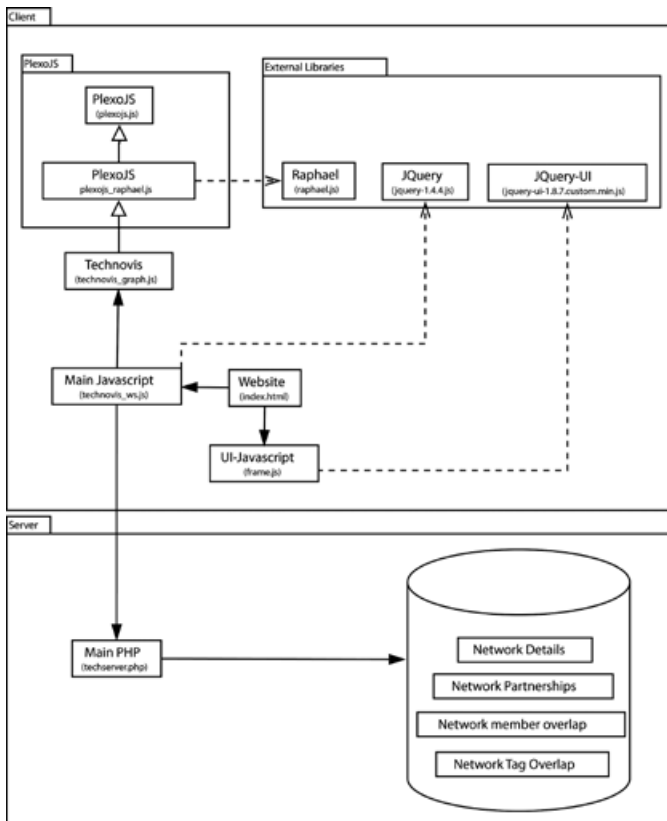 Client
PlexoJS
External Libraries
PlexoJS
(plexojs.js)
PlexoJS
plexojs_raphael.js
Raphael
(raphael.js)
JQuery
(jquery-1.4.4.js)
JQuery-UI
(jquery-ui-1.8.7.custom.min.js)
Technovis
(technovis_graph.js)
Main Javascript
(technovis_ws.js)
Website
(index.html)
UI-Javascript
(frame.js)
Server
Main PHP
(techserver.php)
Network Details
Network Partnerships
Network member overlap
Network Tag Overlap